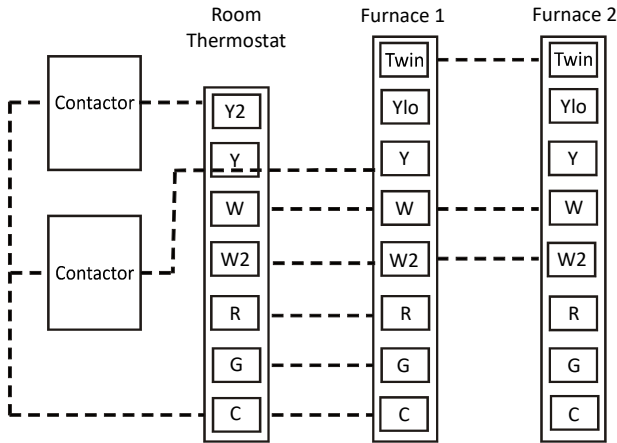 Room
Thermostat
Furnace 1
Furnace 2
Contactor
Contactor
Y2
Y
W
W2
R
G
C
Twin
Ylo
Y
W
W2
R
G
C
Twin
Ylo
Y
W
W2
R
G
C